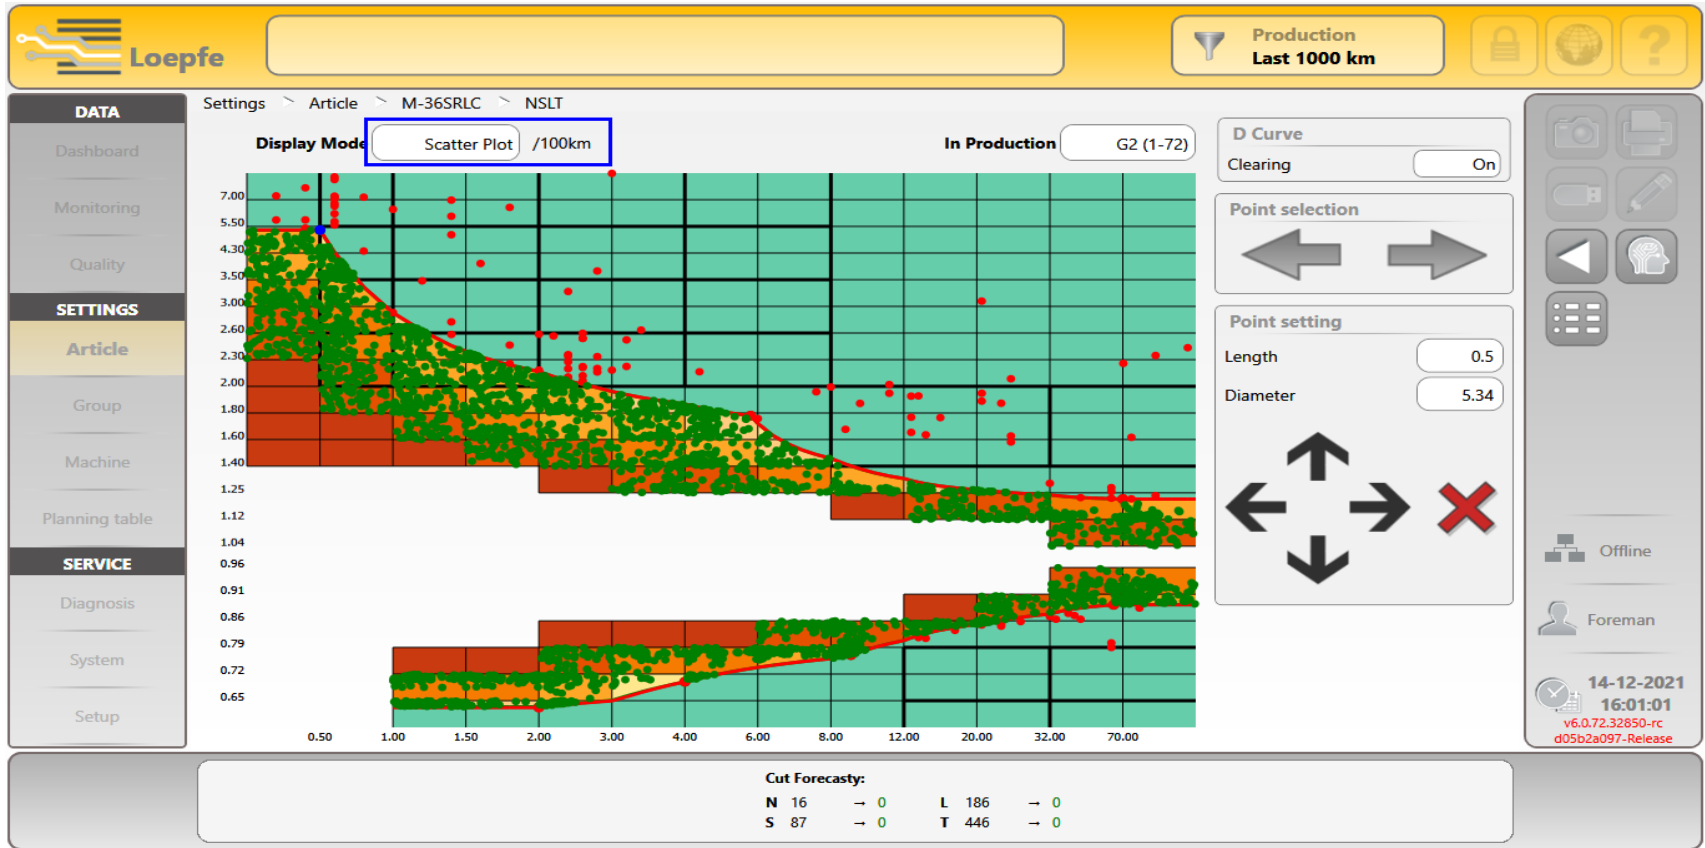 Loepfe
Production
Last 1000 km
DATA
Dashboard
Monitoring
Quality
SETTINGS
Article
Group
Machine
Planning table
SERVICE
Diagnosis
System
Setup
Settings > Article > M-36SRLC > NSLT
Display Mode Scatter Plot /100km
In Production G2 (1-72)
7.00
5.50
4.30
3.50
3.00
2.60
2.30
2.00
1.80
1.60
1.40
1.25
1.12
1.04
0.96
0.91
0.86
0.79
0.72
0.65
0.50 1.00 1.50 2.00 3.00 4.00 6.00 8.00 12.00 20.00 32.00 70.00
D Curve
Clearing On
Point selection
Point setting
Length 0.5
Diameter 5.34
Offline
Foreman
14-12-2021
16:01:01
v6.0.72.32850-rc
d05b2a097-Release
Cut Forecasty:
N 16 → 0 L 186 → 0
S 87 → 0 T 446 → 0